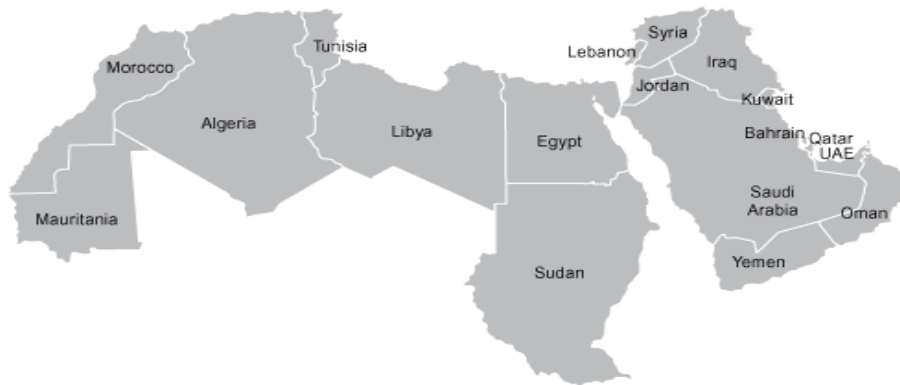 Syria
Tunisia
Lebanon
Iraq
Morocco
Jordan
Kuwait
Algeria
Libya
Bahrain
Qatar
Egypt
UAE
Saudi
Arabia
Mauritania
Oman
Yemen
Sudan